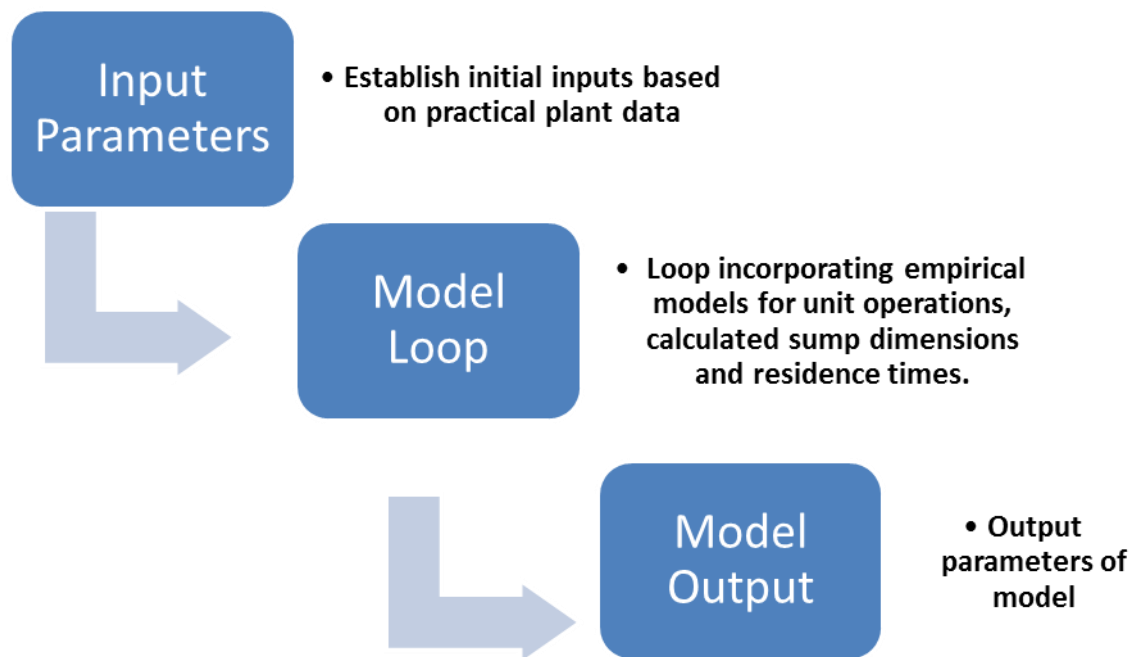 Input
Parameters
• Establish initial inputs based
on practical plant data
Model
Loop
• Loop incorporating empirical
models for unit operations,
calculated sump dimensions
and residence times.
Model
Output
• Output
parameters of
model